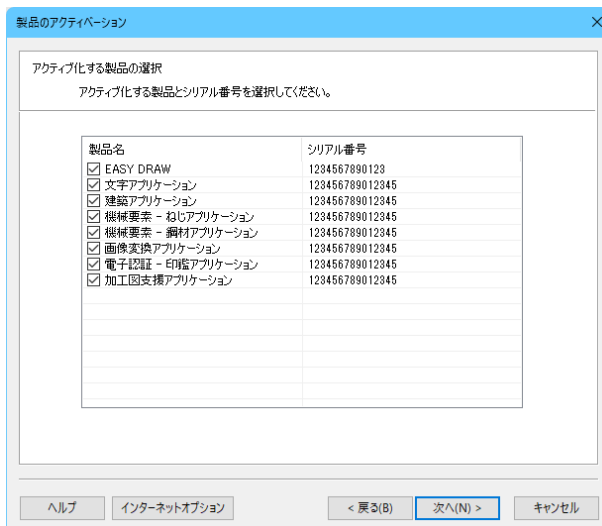 製品のアクティベーション
アクティブ化する製品の選択
アクティブ化する製品とシリアル番号を選択してください。
製品名 シリアル番号
EASY DRAW 1234567890123
文字アプリケーション 123456789012345
建築アプリケーション 123456789012345
機械要素 - ねじアプリケーション 123456789012345
機械要素 - 鋼材アプリケーション 123456789012345
画像変換アプリケーション 123456789012345
電子認証 - 印鑑アプリケーション 123456789012345
加工図支援アプリケーション 123456789012345
ヘルプ インターネットオプション < 戻る(B) 次へ(N) > キャンセル